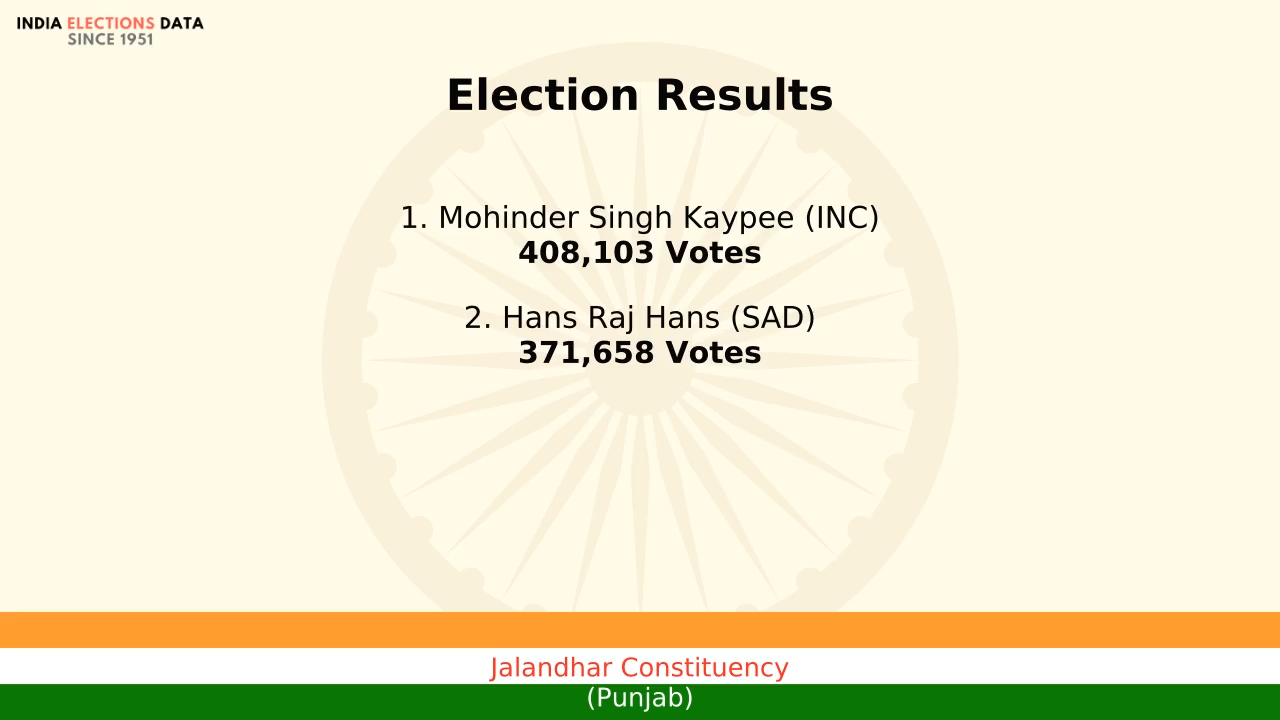 INDIA ELECTIONS DATA
SINCE 1951
Election Results
1. Mohinder Singh Kaypee (INC)
408,103 Votes
2. Hans Raj Hans (SAD)
371,658 Votes
Jalandhar Constituency
(Punjab)